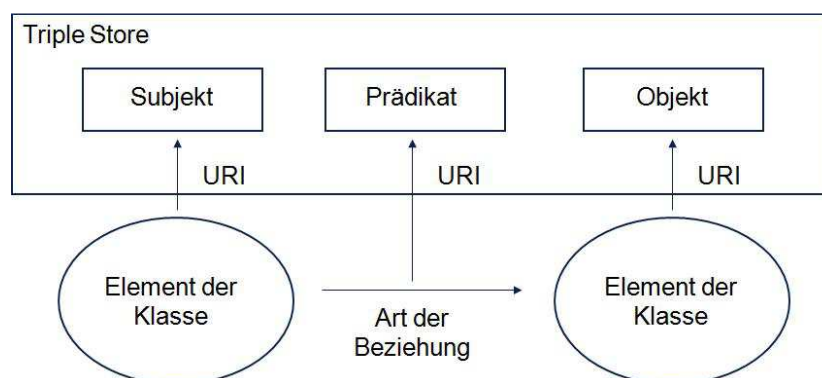 Triple Store
Subjekt
Prädikat
Objekt
URI
URI
URI
Element der
Klasse
Art der
Beziehung
Element der
Klasse